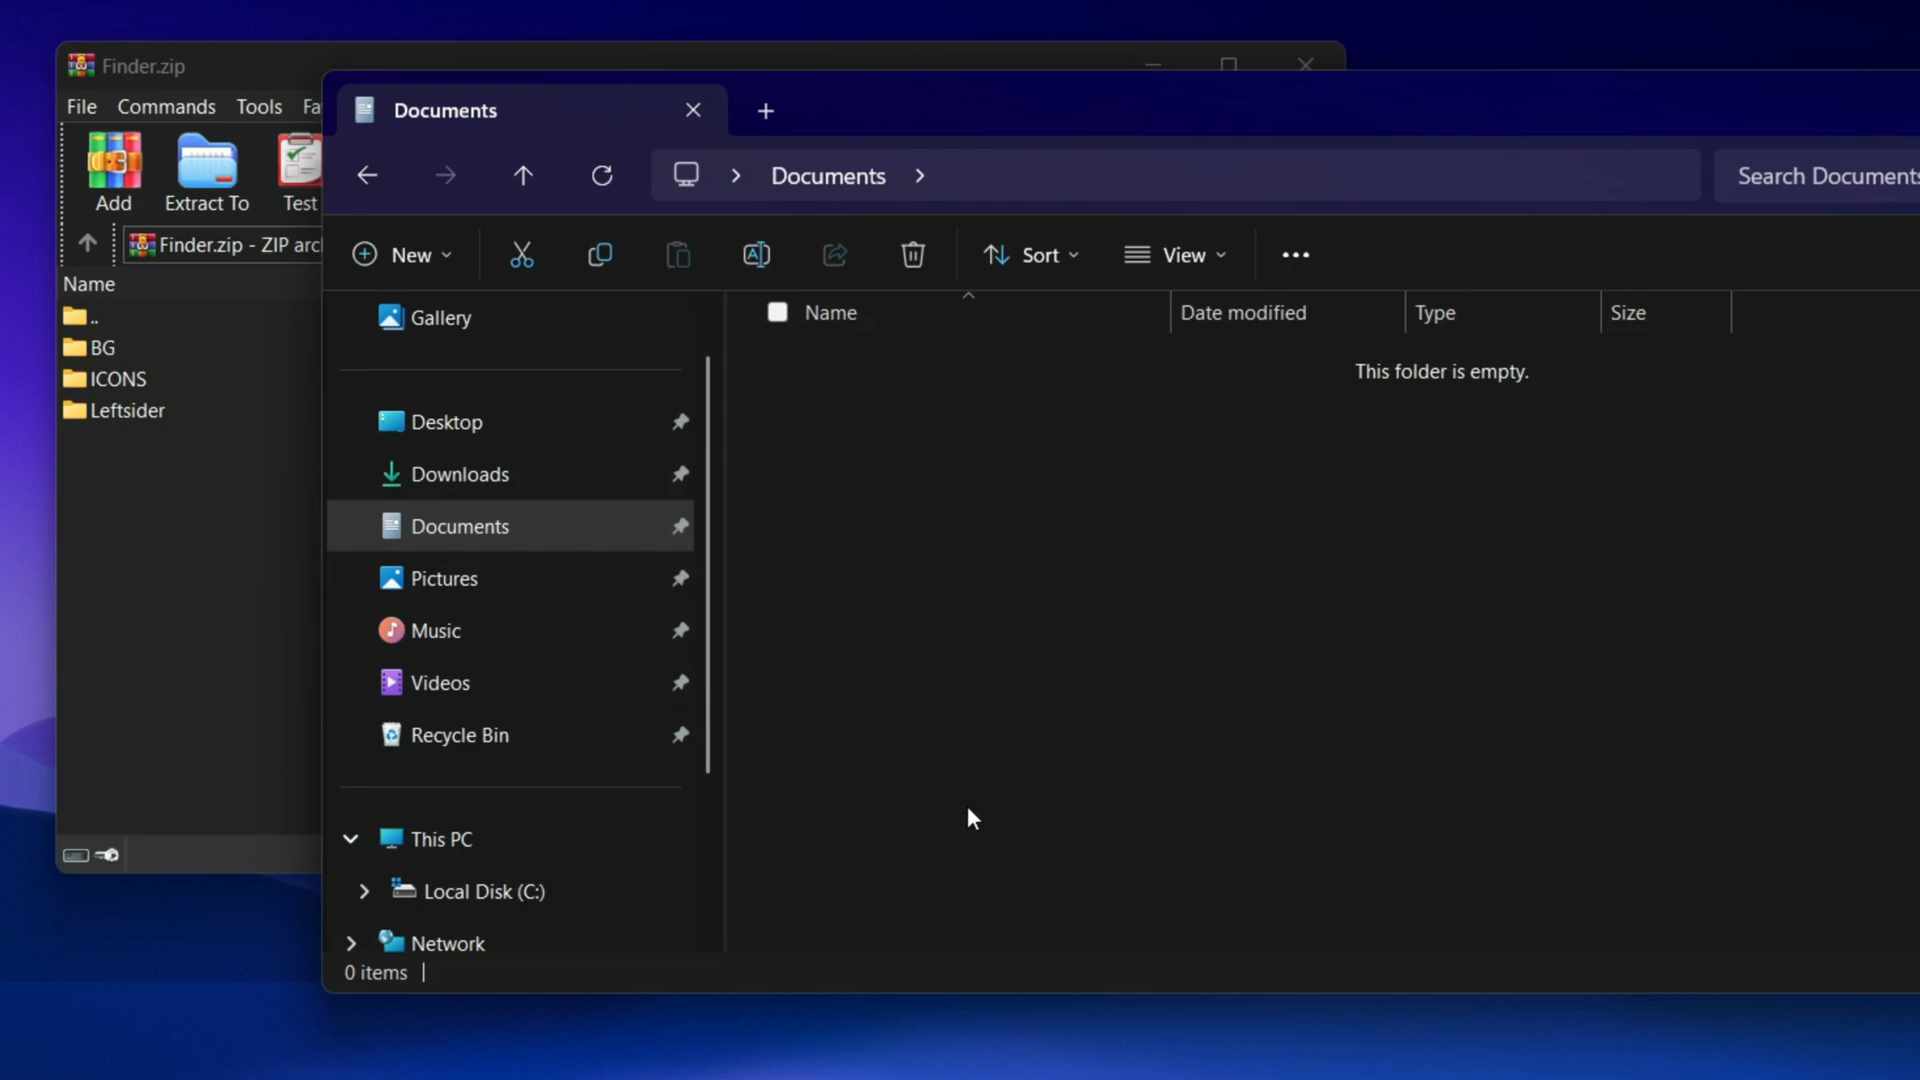 Finder.zip
File Commands Tools Fa
Add Extract To Test
Finder.zip - ZIP arc
Name
..
BG
ICONS
Leftsider
Documents
Documents
Search Documents
New Sort View
Gallery
Desktop
Downloads
Documents
Pictures
Music
Videos
Recycle Bin
This PC
Local Disk (C:)
Network
0 items
Name Date modified Type Size
This folder is empty.